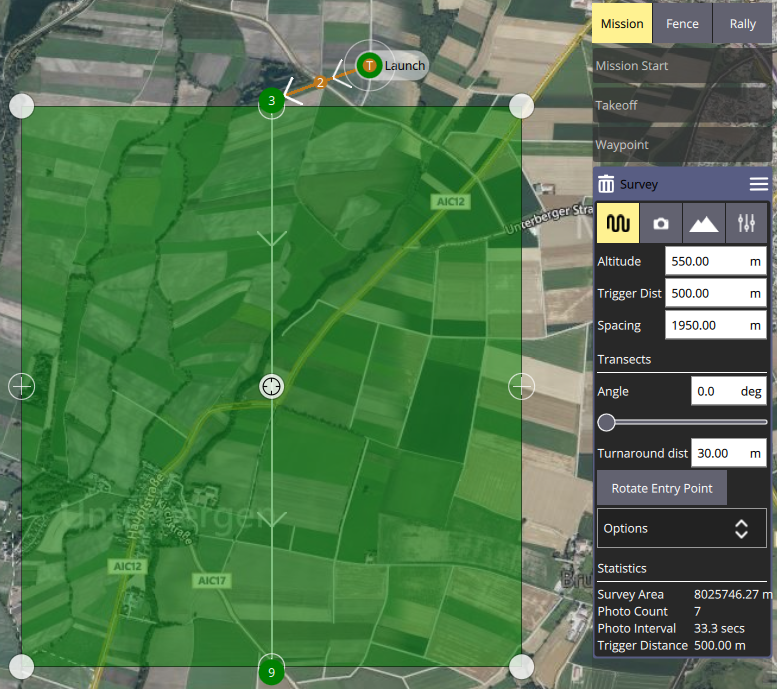 Mission Fence Rally
Mission Start
Takeoff
Waypoint
Survey
Altitude 550.00 m
Trigger Dist 500.00 m
Spacing 1950.00 m
Transects
Angle 0.0 deg
Turnaround dist 30.00 m
Rotate Entry Point
Options
Statistics
Survey Area 8025746.27 m
Photo Count 7
Photo Interval 33.3 secs
Trigger Distance 500.00 m
T Launch
2
3
AIC12
Unterberger Stra
Hauptstraße
AIC12
AIC17
Bru
9